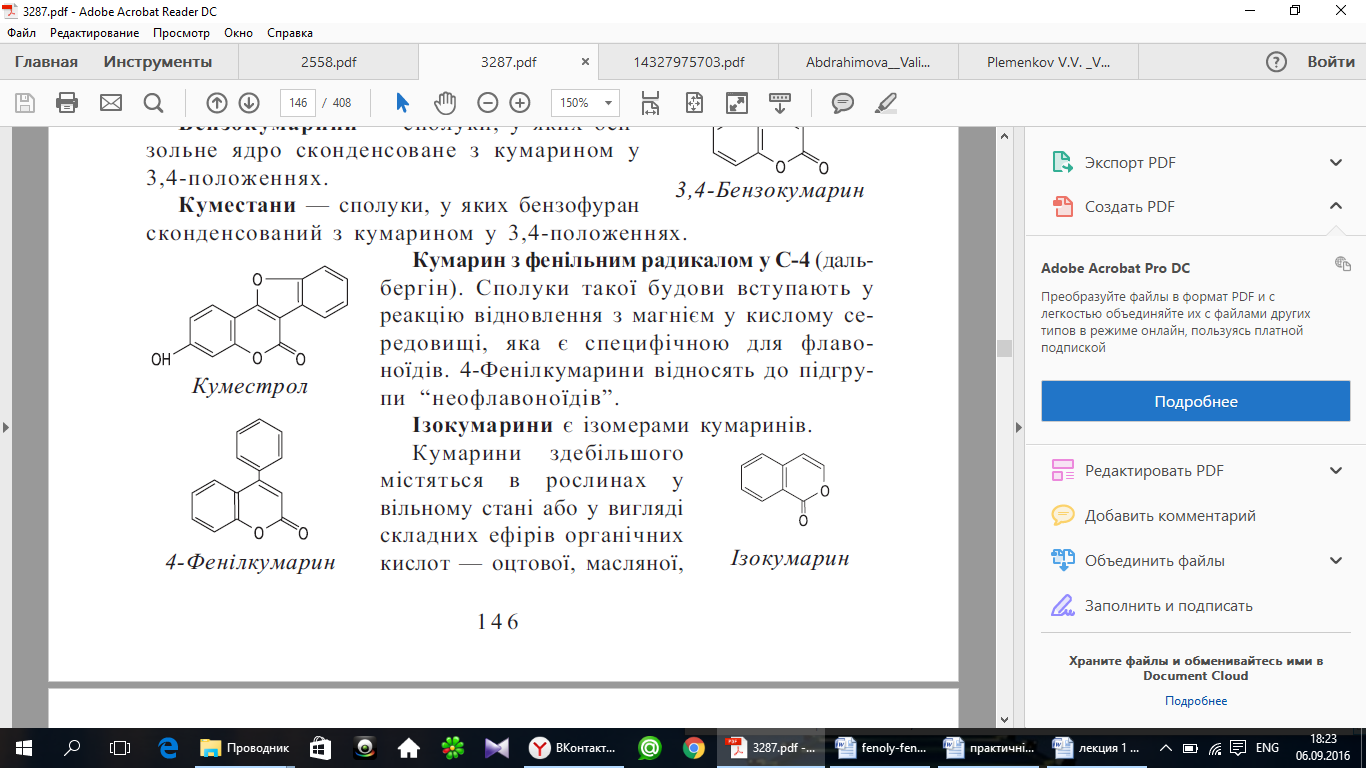 3287.pdf - Adobe Acrobat Reader DC
Файл Редактирование Просмотр Окно Справка
Главная Инструменты 2558.pdf 3287.pdf × 14327975703.pdf Abdrahimova__Vali... Plemenkov V.V. _V... ? Войти
146 / 408 150%
Бензокумарини — сполуки, у яких бен-
зольне ядро сконденсоване з кумарином у
3,4-положеннях.
O O
3,4-Бензокумарин
Куместани — сполуки, у яких бензофуран
сконденсований з кумарином у 3,4-положеннях.
O
OH O O
Куместрол
Кумарин з фенільним радикалом у С-4 (даль-
бергін). Сполуки такої будови вступають у
реакцію відновлення з магнієм у кислому се-
редовищі, яка є специфічною для флаво-
ноїдів. 4-Фенілкумарини відносять до підгру-
пи “неофлавоноїдів”.
O O
4-Фенілкумарин
Ізокумарини є ізомерами кумаринів.
Кумарини здебільшого
містяться в рослинах у
вільному стані або у вигляді
складних ефірів органічних
кислот — оцтової, масляної,
O
O
Ізокумарин
146
Экспорт PDF
Создать PDF
Adobe Acrobat Pro DC
Преобразуйте файлы в формат PDF и с
легкостью объединяйте их с файлами других
типов в режиме онлайн, пользуясь платной
подпиской
Подробнее
Редактировать PDF
Добавить комментарий
Объединить файлы
Заполнить и подписать
Храните файлы и обменивайтесь ими в
Document Cloud
Подробнее
Проводник ВКонтакт... 3287.pdf -... fenoly-fen... практичні... лекция 1 ... ENG 18:23
06.09.2016